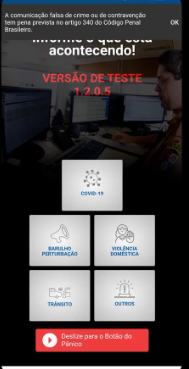 A comunicação falsa de crime ou de contravenção
tem pena prevista no artigo 340 do Código Penal
Brasileiro.
OK
Informe o que está
acontecendo!
VERSÃO DE TESTE
1.2.0.5
COVID-19
BARULHO
PERTURBAÇÃO
VIOLÊNCIA
DOMÉSTICA
TRÂNSITO
OUTROS
Deslize para o Botão do
Pânico